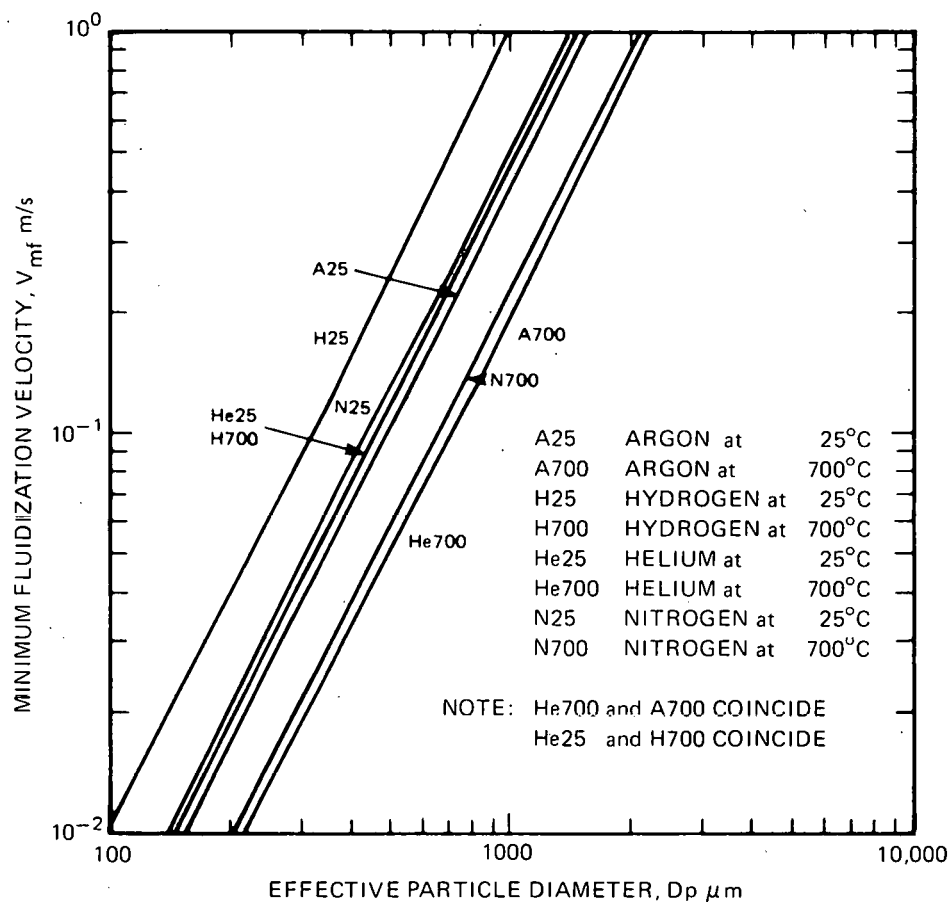 10⁰
MINIMUM FLUIDIZATION VELOCITY, Vmf m/s
A25
H25
A700
N700
He25
H700
N25
10⁻¹
He700
A25 ARGON at 25°C
A700 ARGON at 700°C
H25 HYDROGEN at 25°C
H700 HYDROGEN at 700°C
He25 HELIUM at 25°C
He700 HELIUM at 700°C
N25 NITROGEN at 25°C
N700 NITROGEN at 700°C
NOTE: He700 and A700 COINCIDE
He25 and H700 COINCIDE
10⁻²
100
1000
10,000
EFFECTIVE PARTICLE DIAMETER, Dp μm